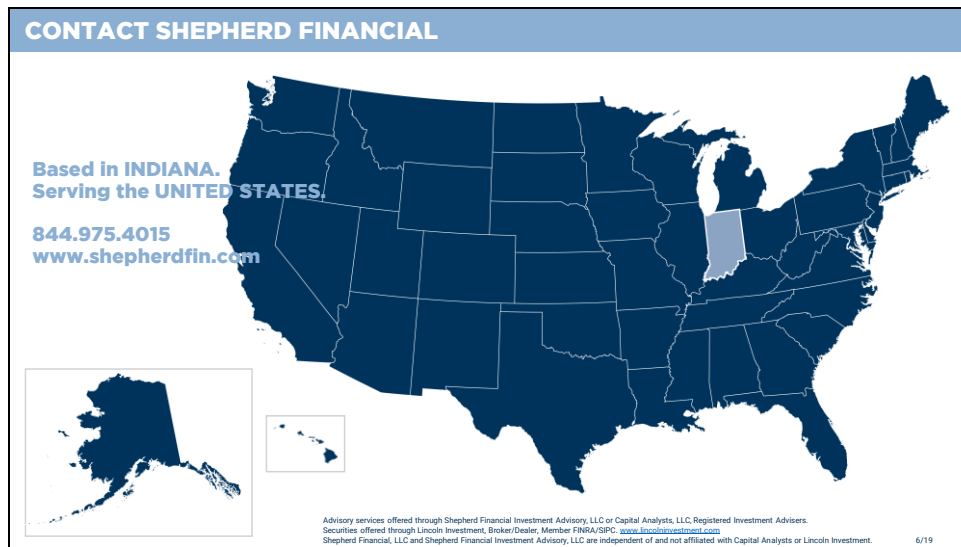 CONTACT SHEPHERD FINANCIAL
Based in INDIANA.
Serving the UNITED STATES.
844.975.4015
www.shepherdfin.com
Advisory services offered through Shepherd Financial Investment Advisory, LLC or Capital Analysts, LLC, Registered Investment Advisers.
Securities offered through Lincoln Investment, Broker/Dealer, Member FINRA/SIPC. www.lincolninvestment.com
Shepherd Financial, LLC and Shepherd Financial Investment Advisory, LLC are independent of and not affiliated with Capital Analysts or Lincoln Investment. 6/19